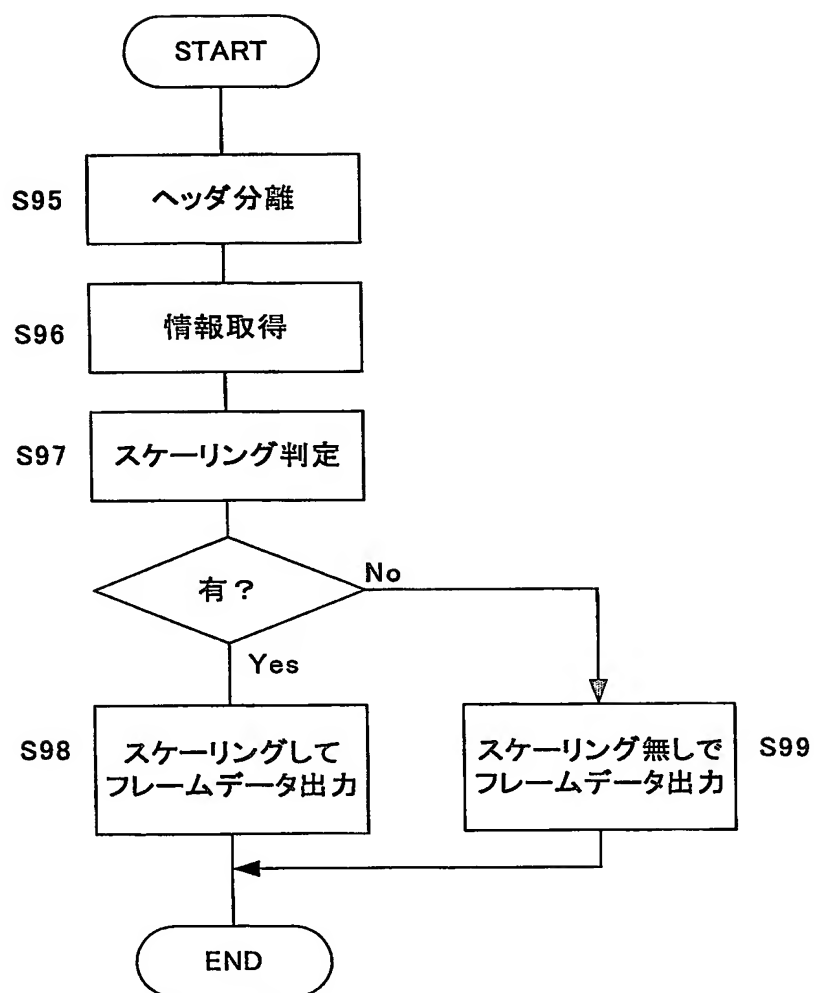 START
S95
ヘッダ分離
S96
情報取得
S97
スケーリング判定
有?
No
Yes
S98
スケーリングして
フレームデータ出力
スケーリング無しで
フレームデータ出力
S99
END